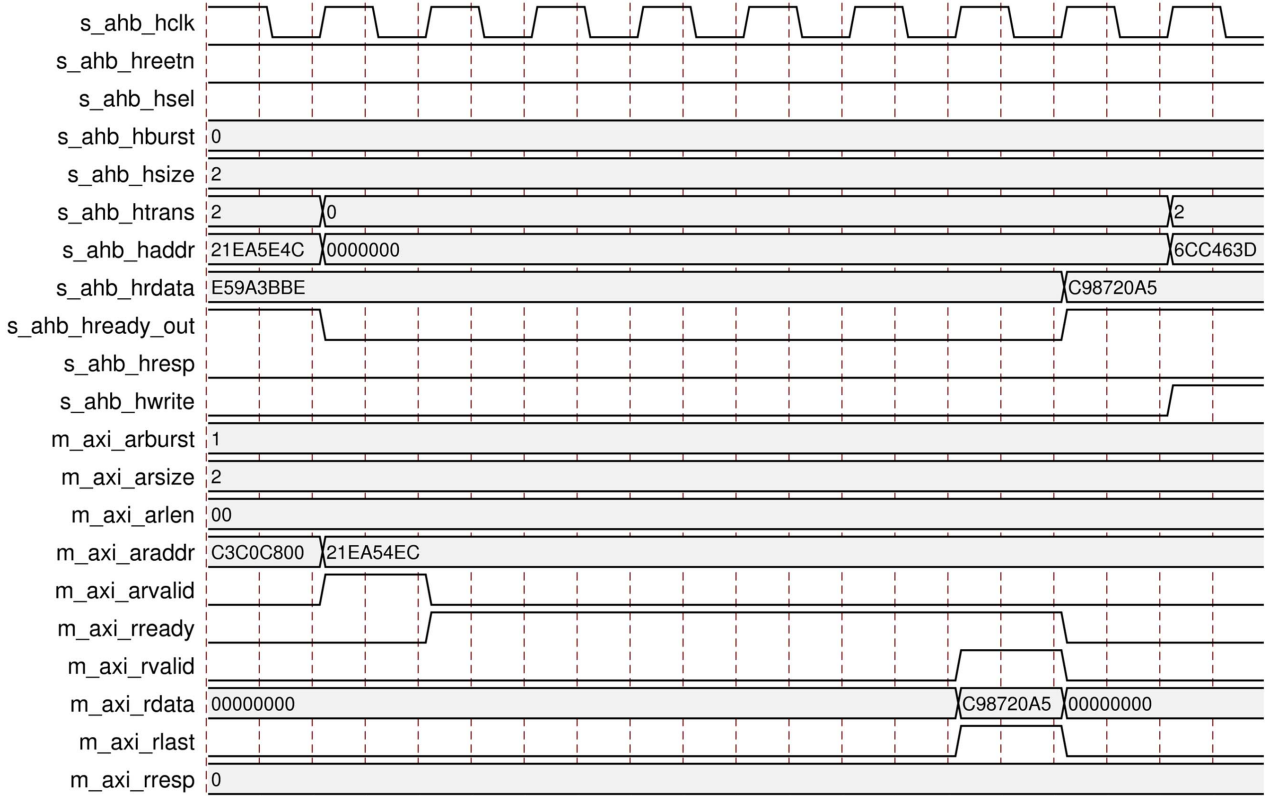 s_ahb_hclk
s_ahb_hreetn
s_ahb_hsel
s_ahb_hburst 0
s_ahb_hsize 2
s_ahb_htrans 2 0 2
s_ahb_haddr 21EA5E4C 0000000 6CC463D
s_ahb_hrdata E59A3BBE C98720A5
s_ahb_hready_out
s_ahb_hresp
s_ahb_hwrite
m_axi_arburst 1
m_axi_arsize 2
m_axi_arlen 00
m_axi_araddr C3C0C800 21EA54EC
m_axi_arvalid
m_axi_rready
m_axi_rvalid
m_axi_rdata 00000000 C98720A5 00000000
m_axi_rlast
m_axi_rresp 0